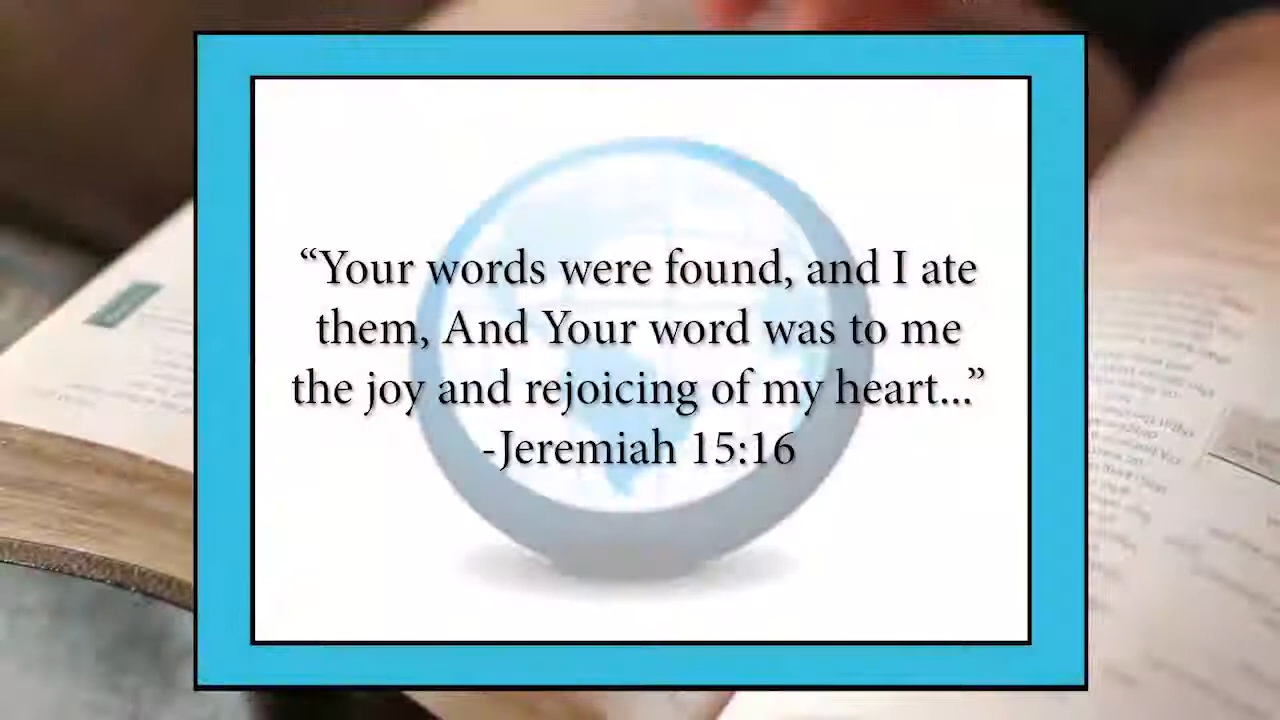 “Your words were found, and I ate
them, And Your word was to me
the joy and rejoicing of my heart...”
-Jeremiah 15:16